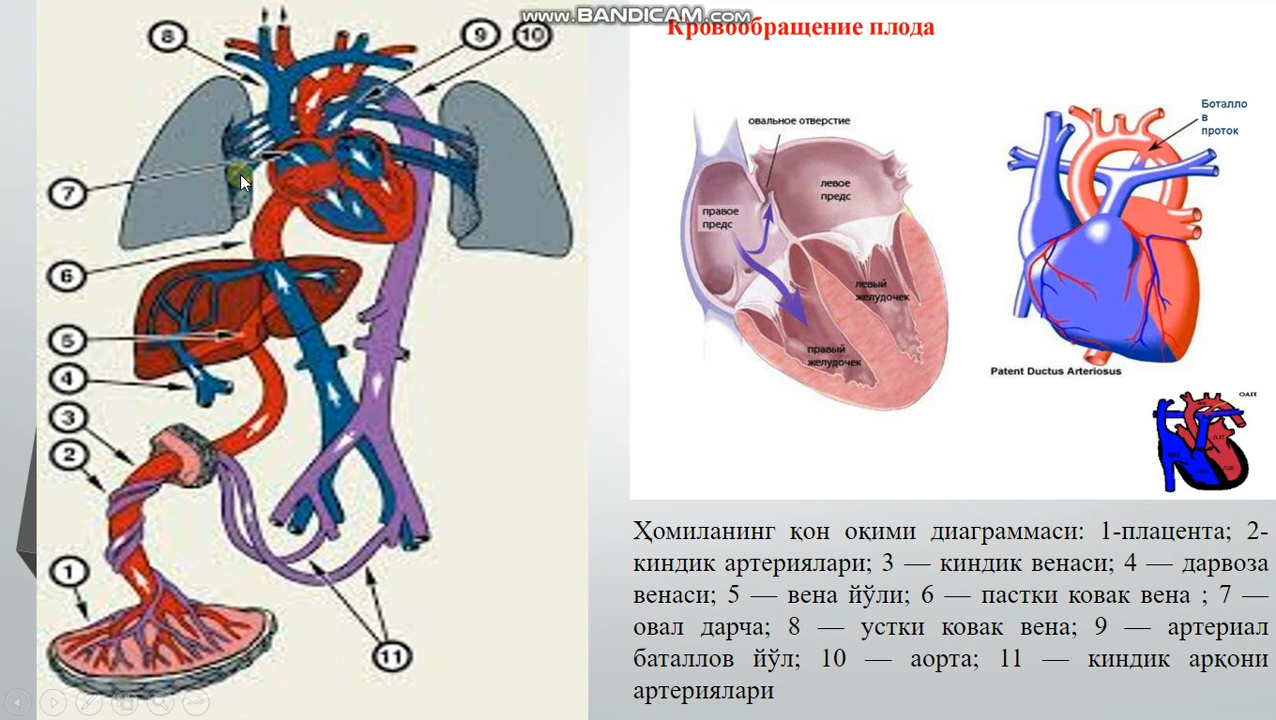 www.BANDICAM.com
Кровообращение плода
8
9
10
7
6
5
4
3
2
1
11
овальное отверстие
левое
предс
правое
предс
левый
желудочек
правый
желудочек
Боталло
в
проток
Patent Ductus Arteriosus
ОАП
Ҳомиланинг қон оқими диаграммаси: 1-плацента; 2-
киндик артериялари; 3 — киндик венаси; 4 — дарвоза
венаси; 5 — вена йўли; 6 — пастки ковак вена ; 7 —
овал дарча; 8 — устки ковак вена; 9 — артериал
баталлов йўл; 10 — аорта; 11 — киндик арқони
артериялари